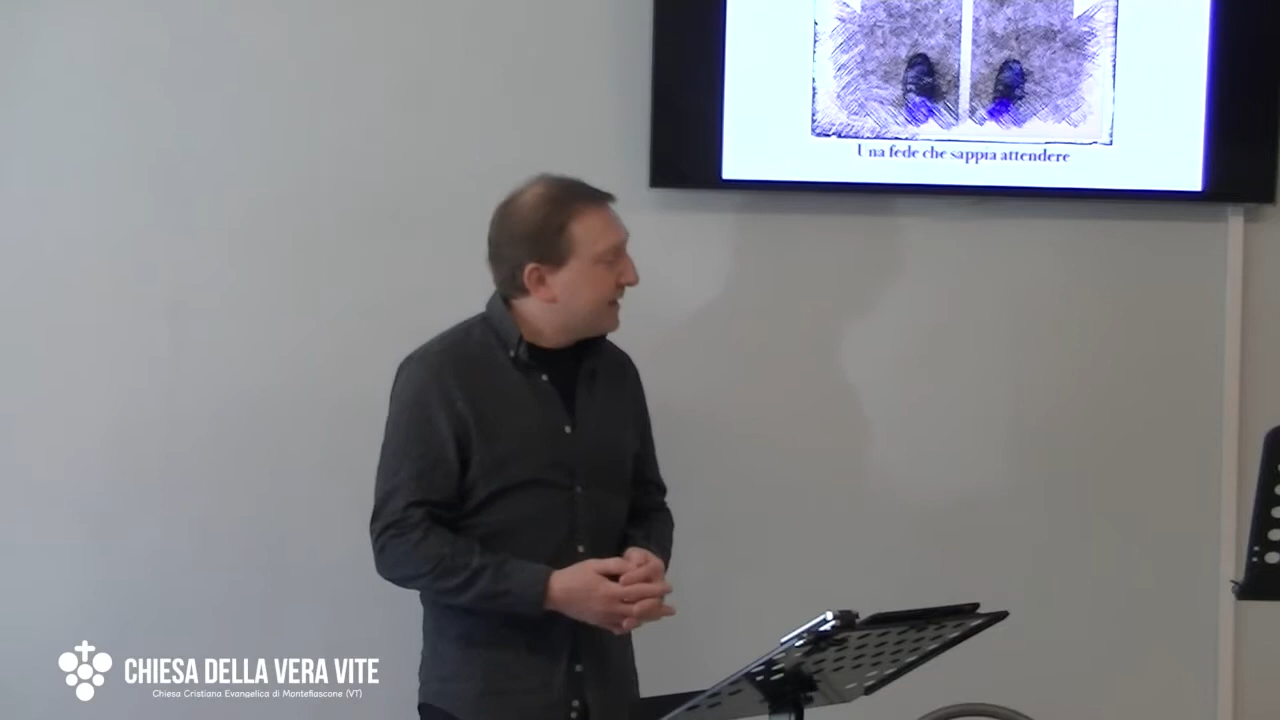 Una fede che sappia attendere
CHIESA DELLA VERA VITE
Chiesa Cristiana Evangelica di Montefiascone (VT)